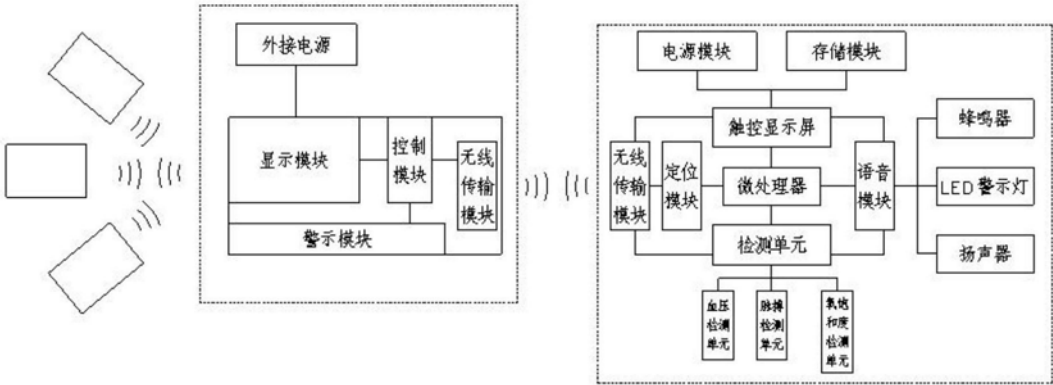 外接电源
显示模块
控制
模块
无线
传输
模块
警示模块
电源模块
存储模块
触控显示屏
无线
传输
模块
定位
模块
微处理器
语音
模块
检测单元
血压
检测
单元
脉搏
检测
单元
氧饱
和度
检测
单元
蜂鸣器
LED警示灯
扬声器